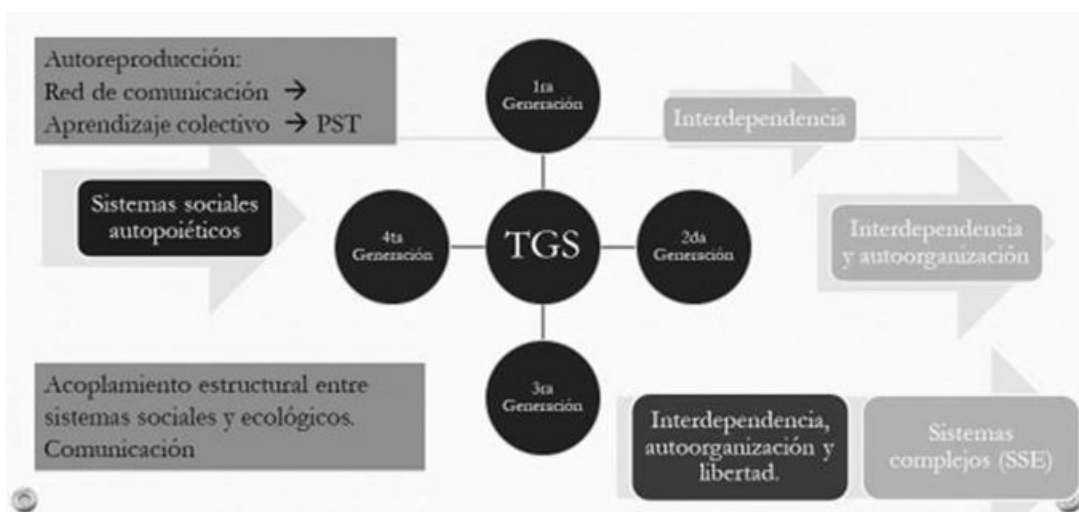 Autoreproducción:
Red de comunicación →
Aprendizaje colectivo → PST
1ra
Generación
Interdependencia
Sistemas sociales
autopoiéticos
4ta
Generación
TGS
2da
Generación
Interdependencia
y autoorganización
Acoplamiento estructural entre
sistemas sociales y ecológicos.
Comunicación
3ra
Generación
Interdependencia,
autoorganización y
libertad.
Sistemas
complejos (SSE)